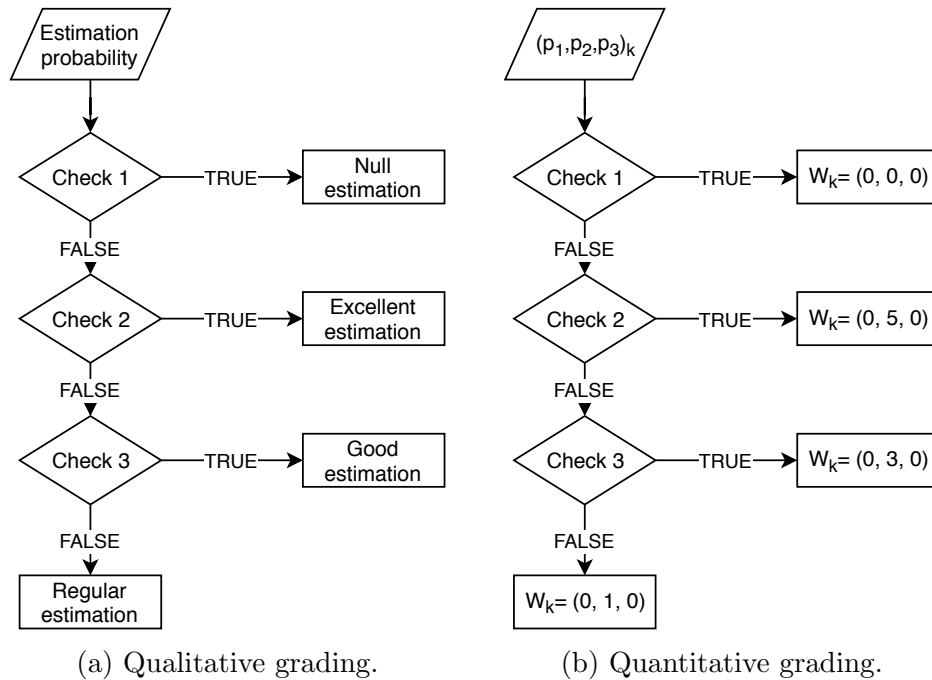 Estimation
probability
Check 1
TRUE
Null
estimation
FALSE
Check 2
TRUE
Excellent
estimation
FALSE
Check 3
TRUE
Good
estimation
FALSE
Regular
estimation
(a) Qualitative grading.
(p₁,p₂,p₃)ₖ
Check 1
TRUE
Wₖ= (0, 0, 0)
FALSE
Check 2
TRUE
Wₖ= (0, 5, 0)
FALSE
Check 3
TRUE
Wₖ= (0, 3, 0)
FALSE
Wₖ= (0, 1, 0)
(b) Quantitative grading.